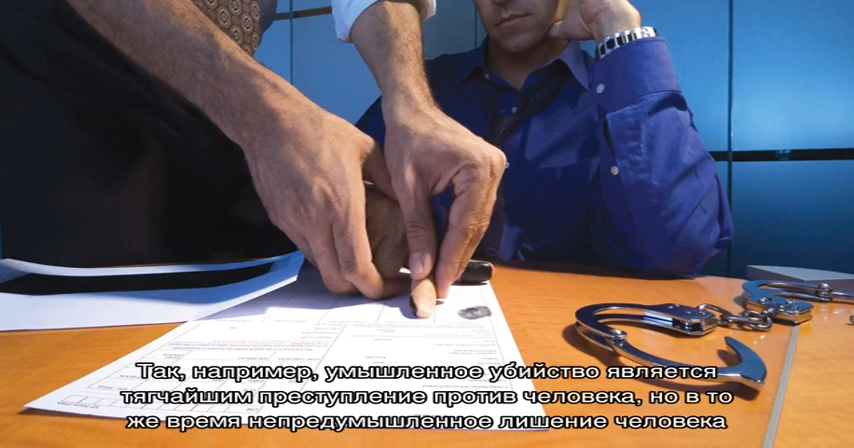 Так, например, умышленное убийство является
тягчайшим преступление против человека, но в то
же время непредумышленное лишение человека